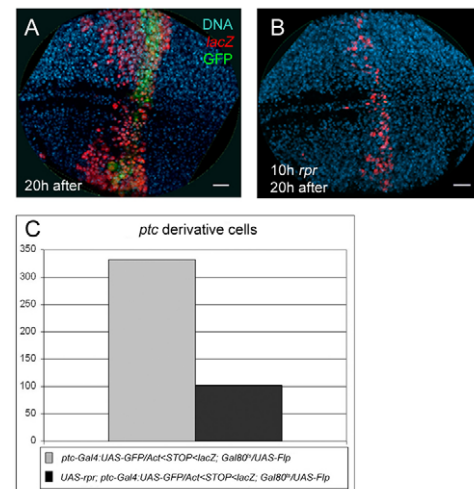 A
DNA
lacZ
GFP
20h after
B
10h rpr
20h after
C
ptc derivative cells
350
300
250
200
150
100
50
0
ptc-Gal4:UAS-GFP/Act<STOP<lacZ; Gal80ts/UAS-Flp
UAS-rpr; ptc-Gal4:UAS-GFP/Act<STOP<lacZ; Gal80ts/UAS-Flp